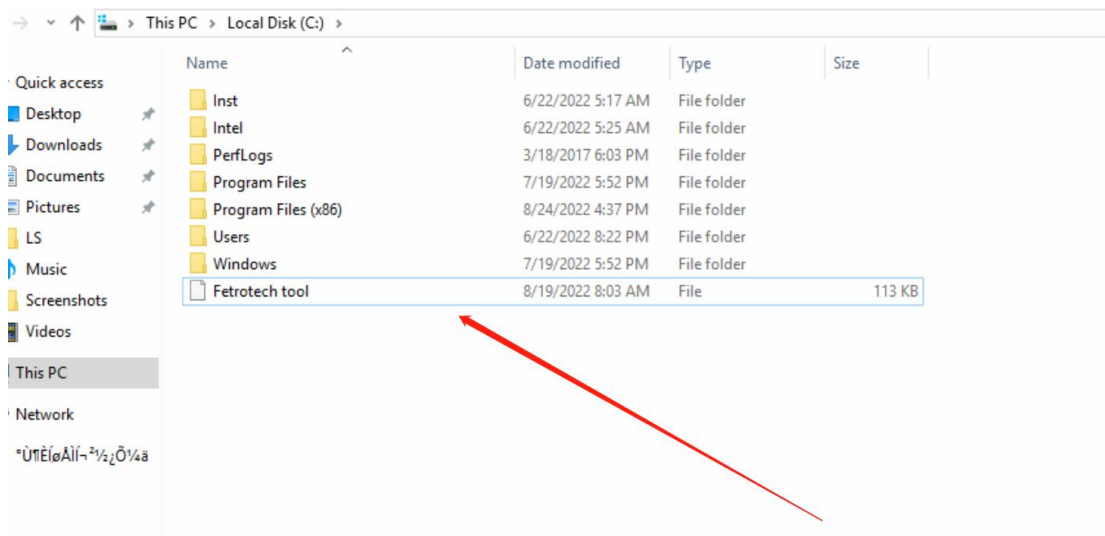 This PC > Local Disk (C:) >
Name Date modified Type Size
Quick access
Desktop
Downloads
Documents
Pictures
LS
Music
Screenshots
Videos
This PC
Network
°Ù¶ÈÍøÅÌÍ¬²½¿Õ¼ä
Inst 6/22/2022 5:17 AM File folder
Intel 6/22/2022 5:25 AM File folder
PerfLogs 3/18/2017 6:03 PM File folder
Program Files 7/19/2022 5:52 PM File folder
Program Files (x86) 8/24/2022 4:37 PM File folder
Users 6/22/2022 8:22 PM File folder
Windows 7/19/2022 5:52 PM File folder
Fetrotech tool 8/19/2022 8:03 AM File 113 KB